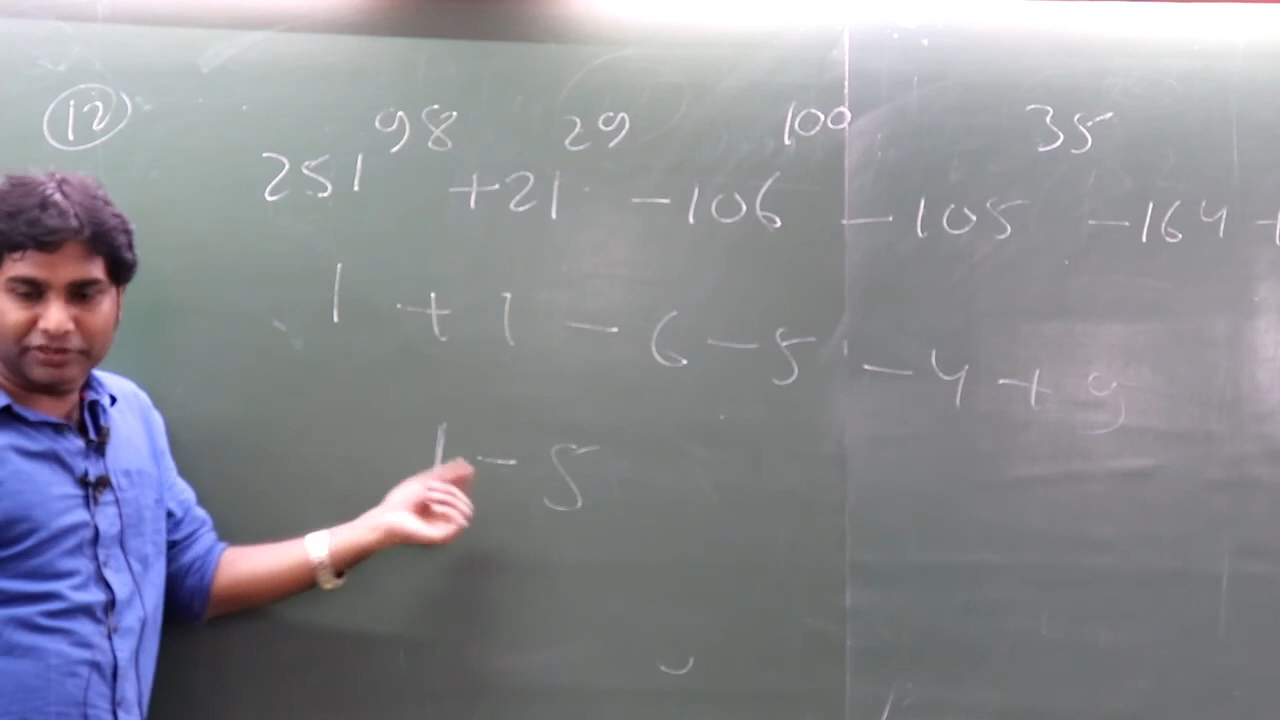 12
251^98 + 21^29 - 106^100 - 105^35 - 164 +
1 + 1 - 6 - 5 - 4 + 9
1 - 5